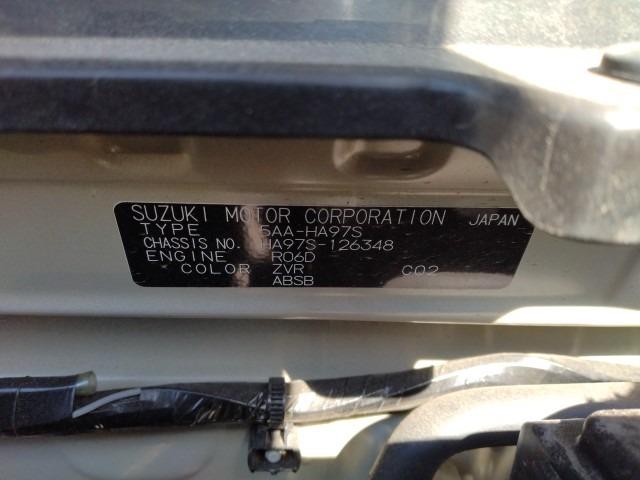 SUZUKI MOTOR CORPORATION JAPAN
TYPE 5AA-HA97S
CHASSIS NO. HA97S-126348
ENGINE R06D
COLOR ZVR C02
ABSB